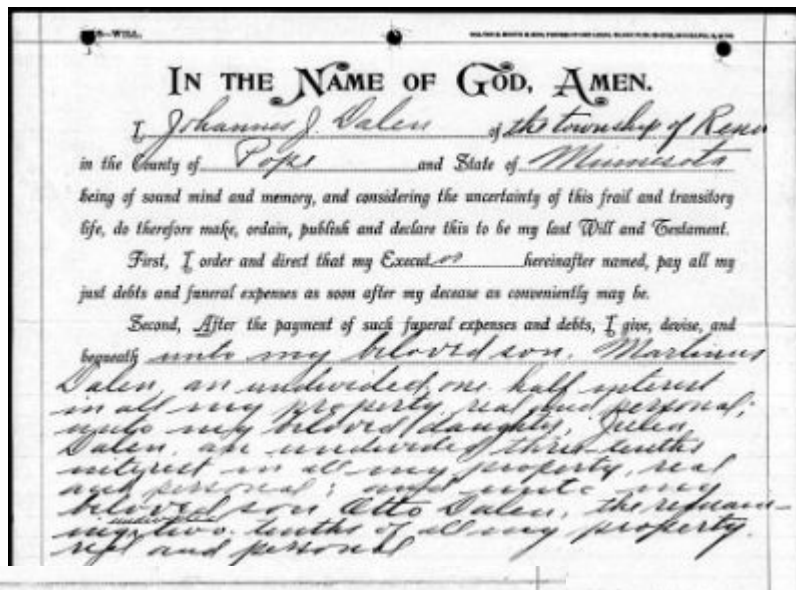 WILL.
IN THE NAME OF GOD, AMEN.
I, Johannes J. Dalen of the township of Reno
in the County of Pope and State of Minnesota
being of sound mind and memory, and considering the uncertainty of this frail and transitory
life, do therefore make, ordain, publish and declare this to be my last Will and Testament.
First, I order and direct that my Executor hereinafter named, pay all my
just debts and funeral expenses as soon after my decease as conveniently may be.
Second, After the payment of such funeral expenses and debts, I give, devise, and
bequeath unto my beloved son, Martinus
Dalen, an undivided one half interest
in all my property, real and personal;
unto my beloved daughter, Julia
Dalen, an undivided three-tenths
interest in all my property, real
and personal; and unto my
beloved son Otto Dalen, the remain-
ing undivided two-tenths of all my property.
real and personal